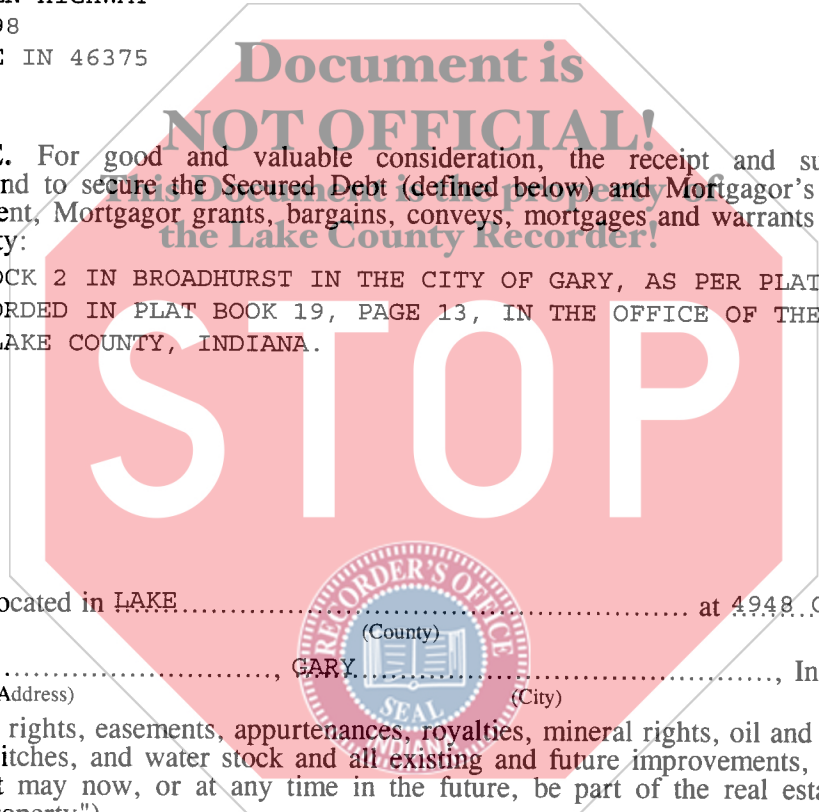 EN HIGHWAY
98
E IN 46375
Document is
NOT OFFICIAL!
This Document is the property of
the Lake County Recorder!
E. For good and valuable consideration, the receipt and su
nd to secure the Secured Debt (defined below) and Mortgagor's
ent, Mortgagor grants, bargains, conveys, mortgages and warrants
ty:
OCK 2 IN BROADHURST IN THE CITY OF GARY, AS PER PLAT
ORDED IN PLAT BOOK 19, PAGE 13, IN THE OFFICE OF THE
LAKE COUNTY, INDIANA.
STOP
ocated in LAKE at 4948
(County)
RECORDER'S OFFICE
SEAL
INDIANA
, GARY , In
Address) (City)
rights, easements, appurtenances, royalties, mineral rights, oil and
itches, and water stock and all existing and future improvements,
t may now, or at any time in the future, be part of the real esta
operty").